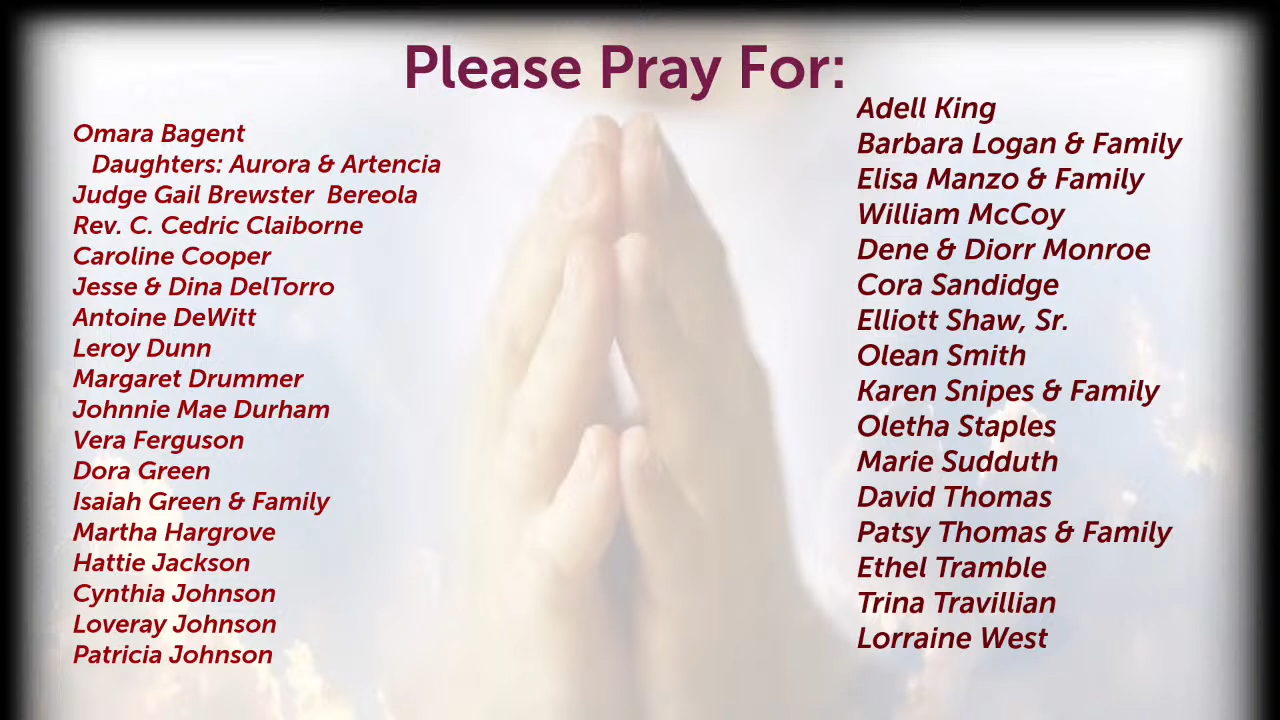 Please Pray For:
Omara Bagent
Daughters: Aurora & Artencia
Judge Gail Brewster Bereola
Rev. C. Cedric Claiborne
Caroline Cooper
Jesse & Dina DelTorro
Antoine DeWitt
Leroy Dunn
Margaret Drummer
Johnnie Mae Durham
Vera Ferguson
Dora Green
Isaiah Green & Family
Martha Hargrove
Hattie Jackson
Cynthia Johnson
Loveray Johnson
Patricia Johnson
Adell King
Barbara Logan & Family
Elisa Manzo & Family
William McCoy
Dene & Diorr Monroe
Cora Sandidge
Elliott Shaw, Sr.
Olean Smith
Karen Snipes & Family
Oletha Staples
Marie Sudduth
David Thomas
Patsy Thomas & Family
Ethel Tramble
Trina Travillian
Lorraine West